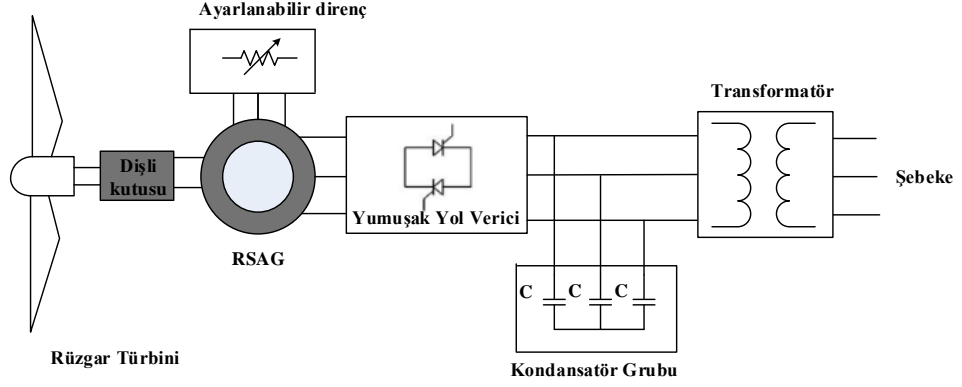 Ayarlanabilir direnç
Transformatör
Dişli
kutusu
Şebeke
Yumuşak Yol Verici
RSAG
C C C
Rüzgar Türbini
Kondansatör Grubu